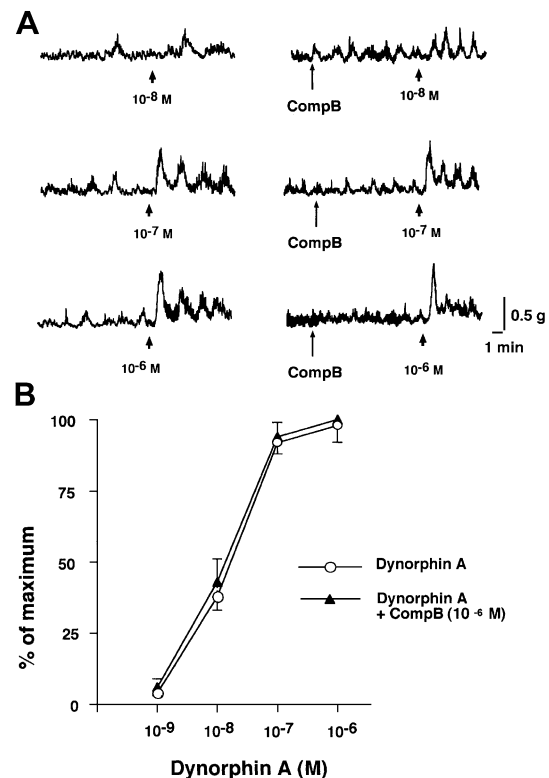 A
10-8 M
CompB
10-8 M
10-7 M
CompB
10-7 M
10-6 M
CompB
10-6 M
0.5 g
1 min
B
% of maximum
100
75
50
25
0
10-9
10-8
10-7
10-6
Dynorphin A (M)
Dynorphin A
Dynorphin A
+ CompB (10 -6 M)